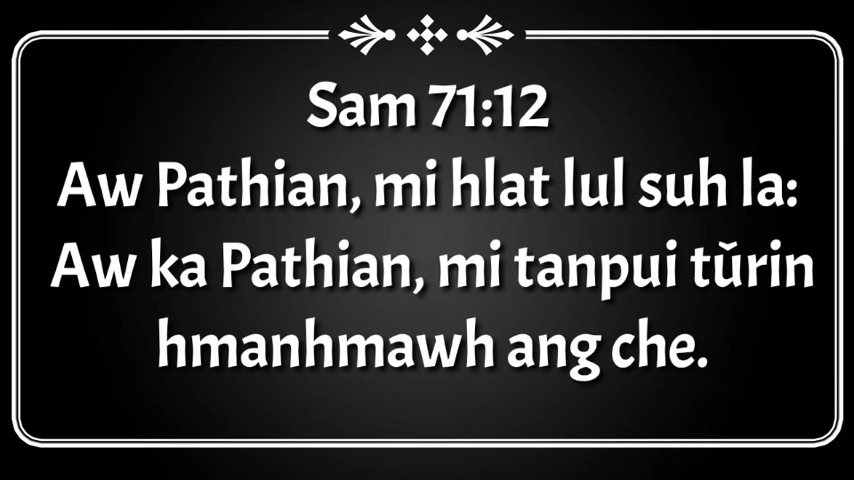 Sam 71:12
Aw Pathian, mi hlat lul suh la:
Aw ka Pathian, mi tanpui tŭrin
hmanhmawh ang che.